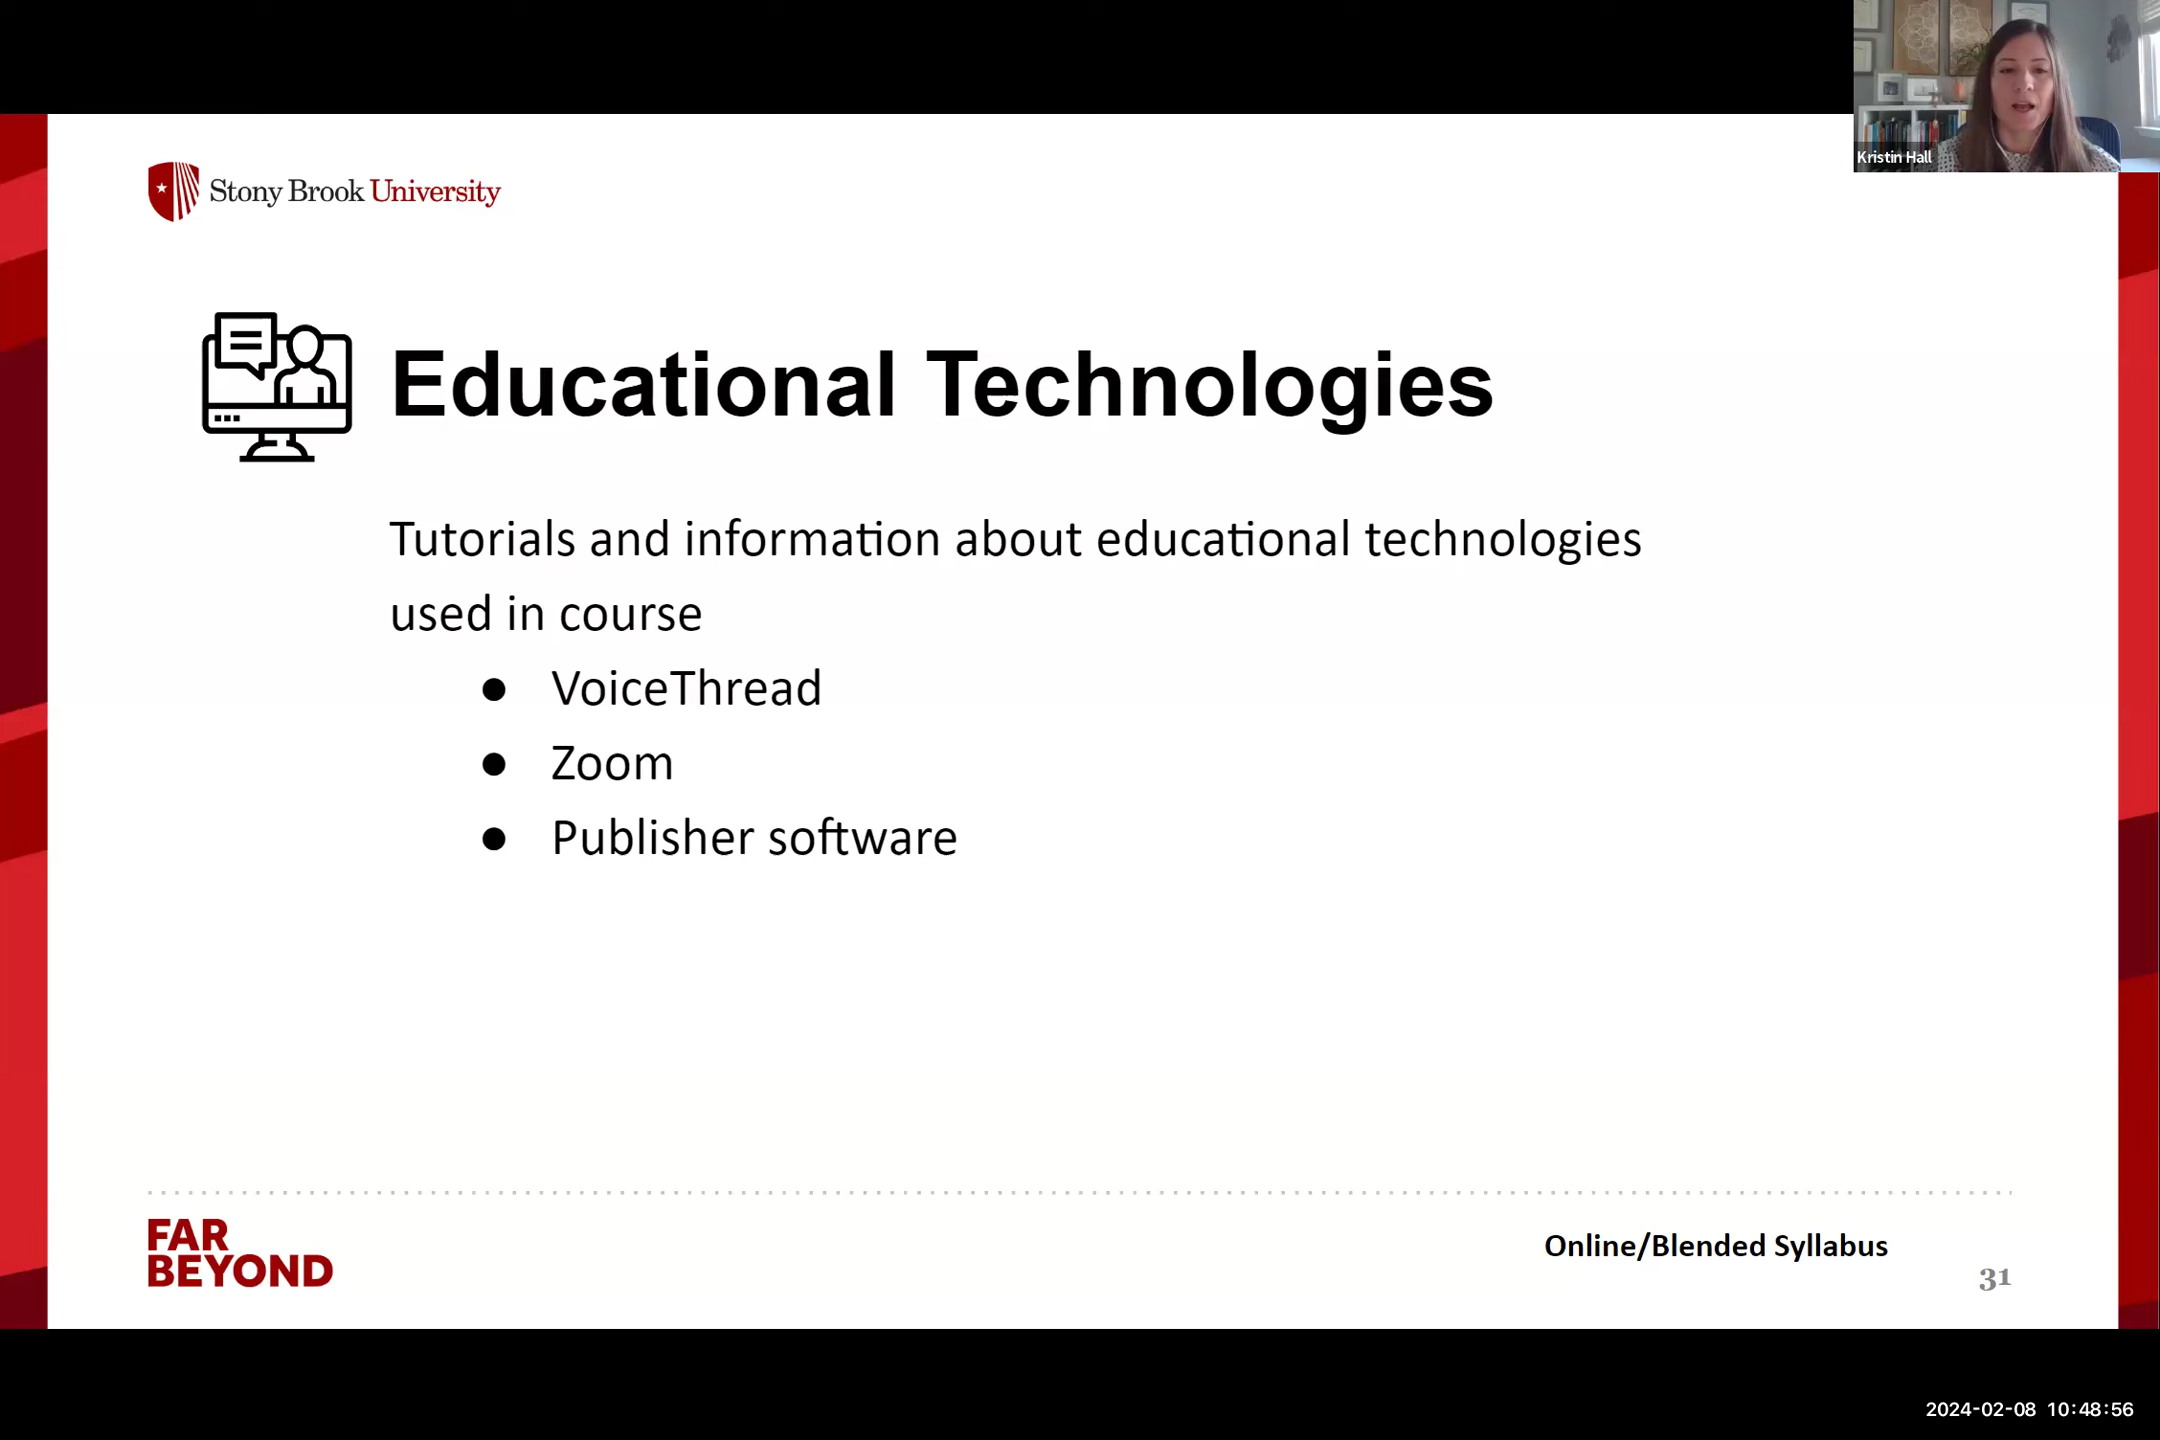 Kristin Hall
Stony Brook University
Educational Technologies
Tutorials and information about educational technologies
used in course
● VoiceThread
● Zoom
● Publisher software
FAR
BEYOND
Online/Blended Syllabus
31
2024-02-08 10:48:56